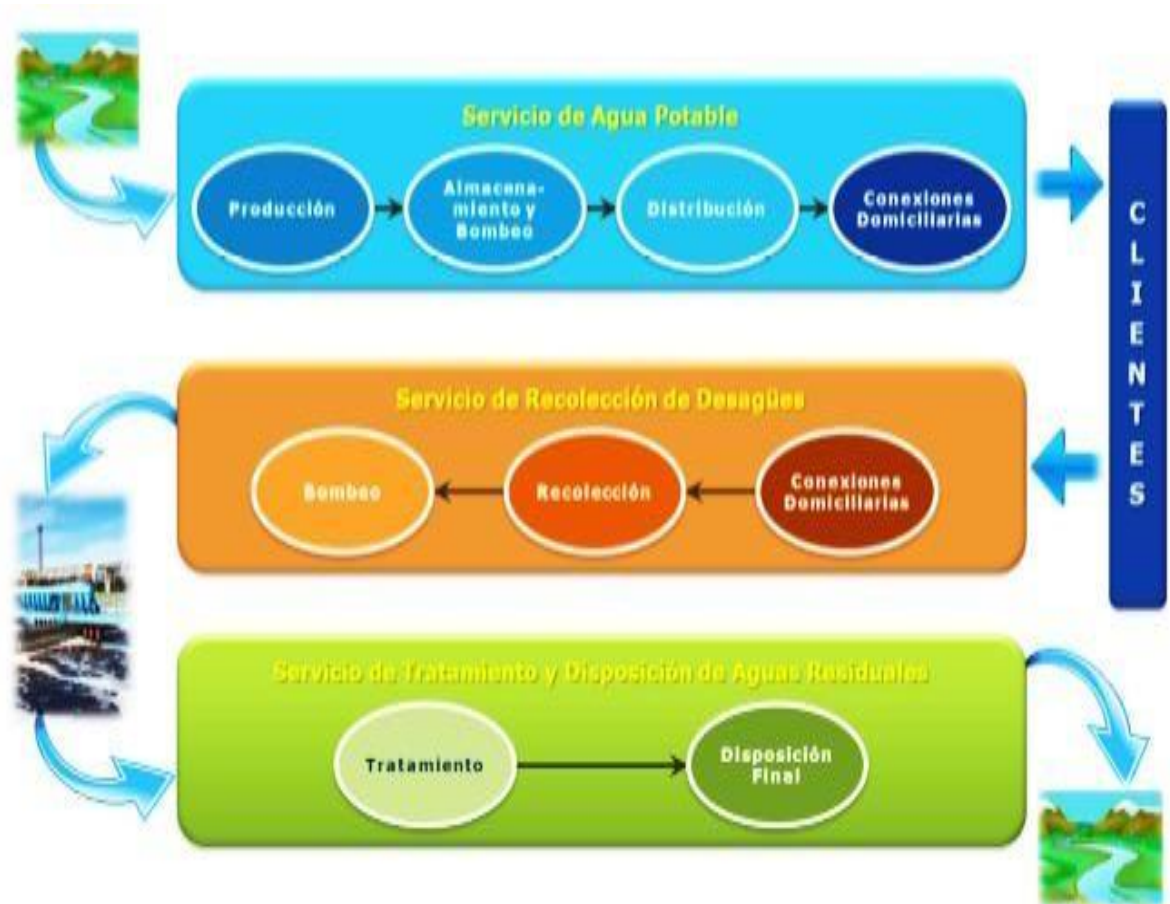 Servicio de Agua Potable
Producción
Almacena-
miento y
Bombeo
Distribución
Conexiones
Domiciliarias
CLIENTES
Servicio de Recolección de Desagües
Bombeo
Recolección
Conexiones
Domiciliarias
Servicio de Tratamiento y Disposición de Aguas Residuales
Tratamiento
Disposición
Final